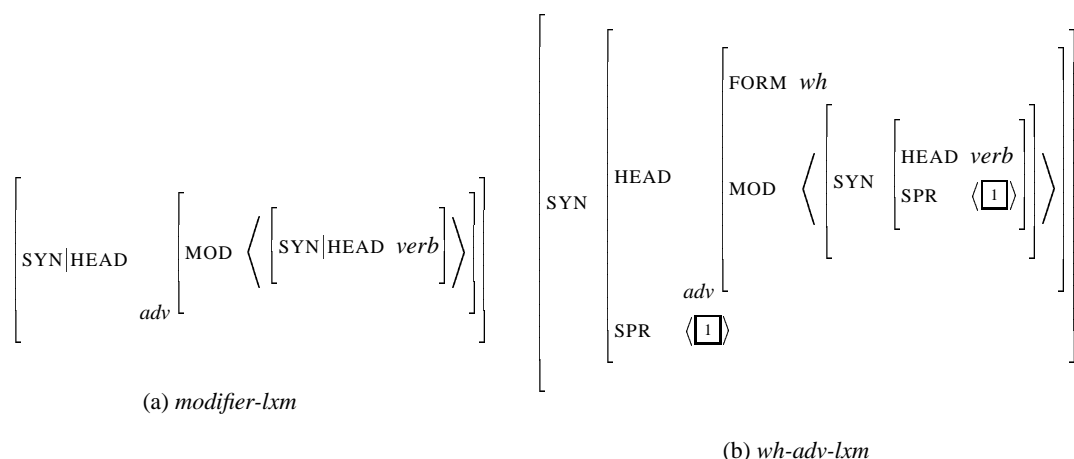 SYN|HEAD adv MOD ⟨ SYN|HEAD verb ⟩
(a) modifier-lxm
FORM wh
HEAD verb
HEAD MOD ⟨ SYN
SPR ⟨ 1 ⟩ ⟩
SYN
adv
SPR ⟨ 1 ⟩
(b) wh-adv-lxm